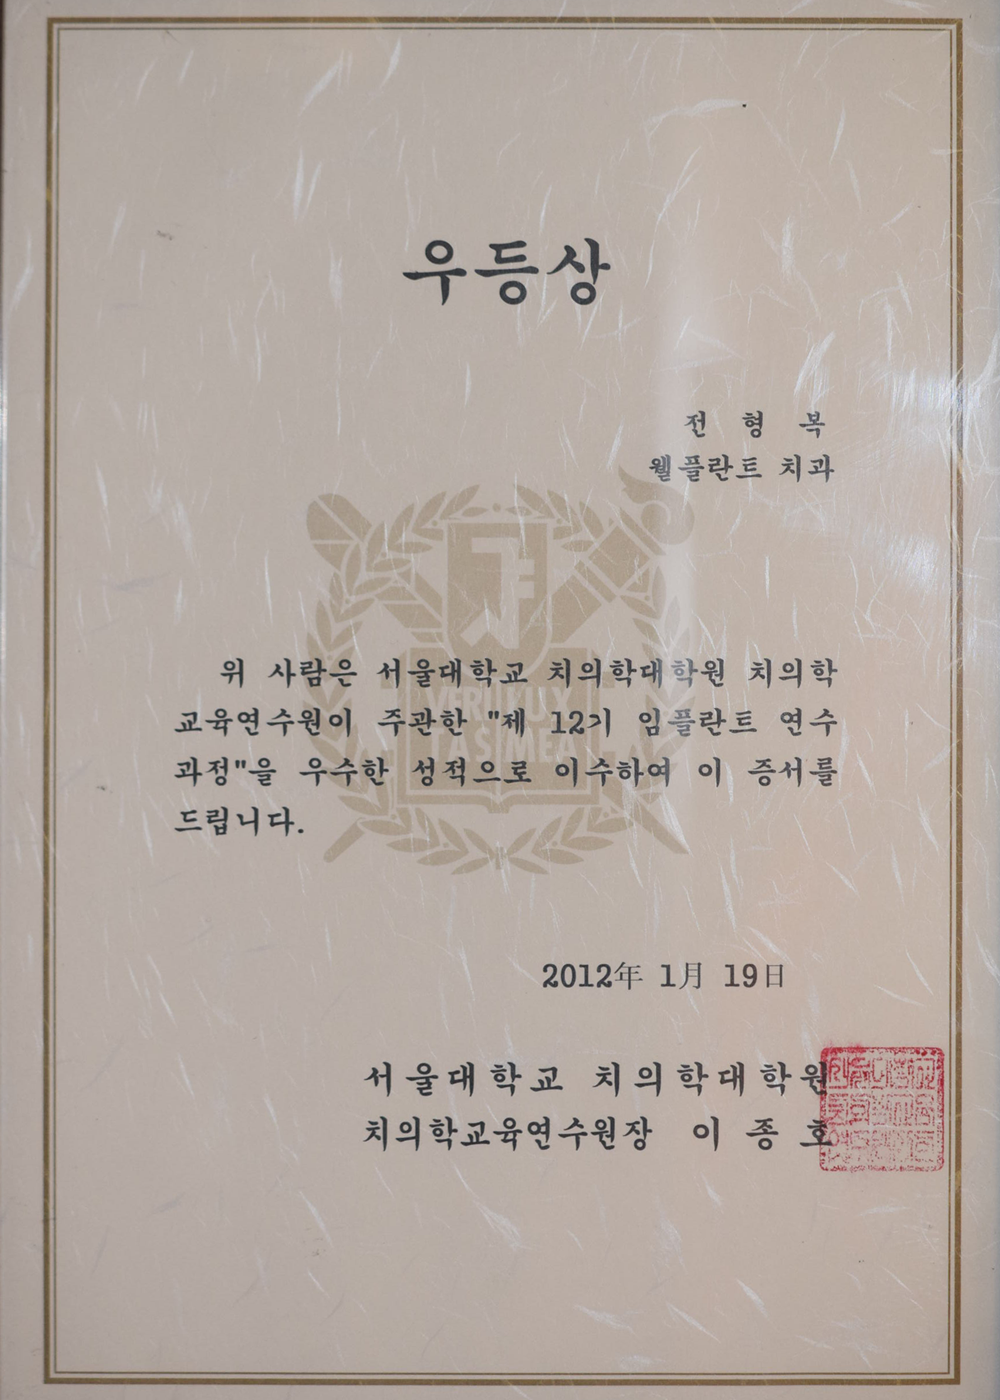 우등상
전 형 목
웰플란트 치과
위 사람은 서울대학교 치의학대학원 치의학
교육연수원이 주관한 "제 12기 임플란트 연수
과정"을 우수한 성적으로 이수하여 이 증서를
드립니다.
2012年 1月 19日
서울대학교 치의학대학원
치의학교육연수원장 이 종 호
VERI LUX
TAS MEA